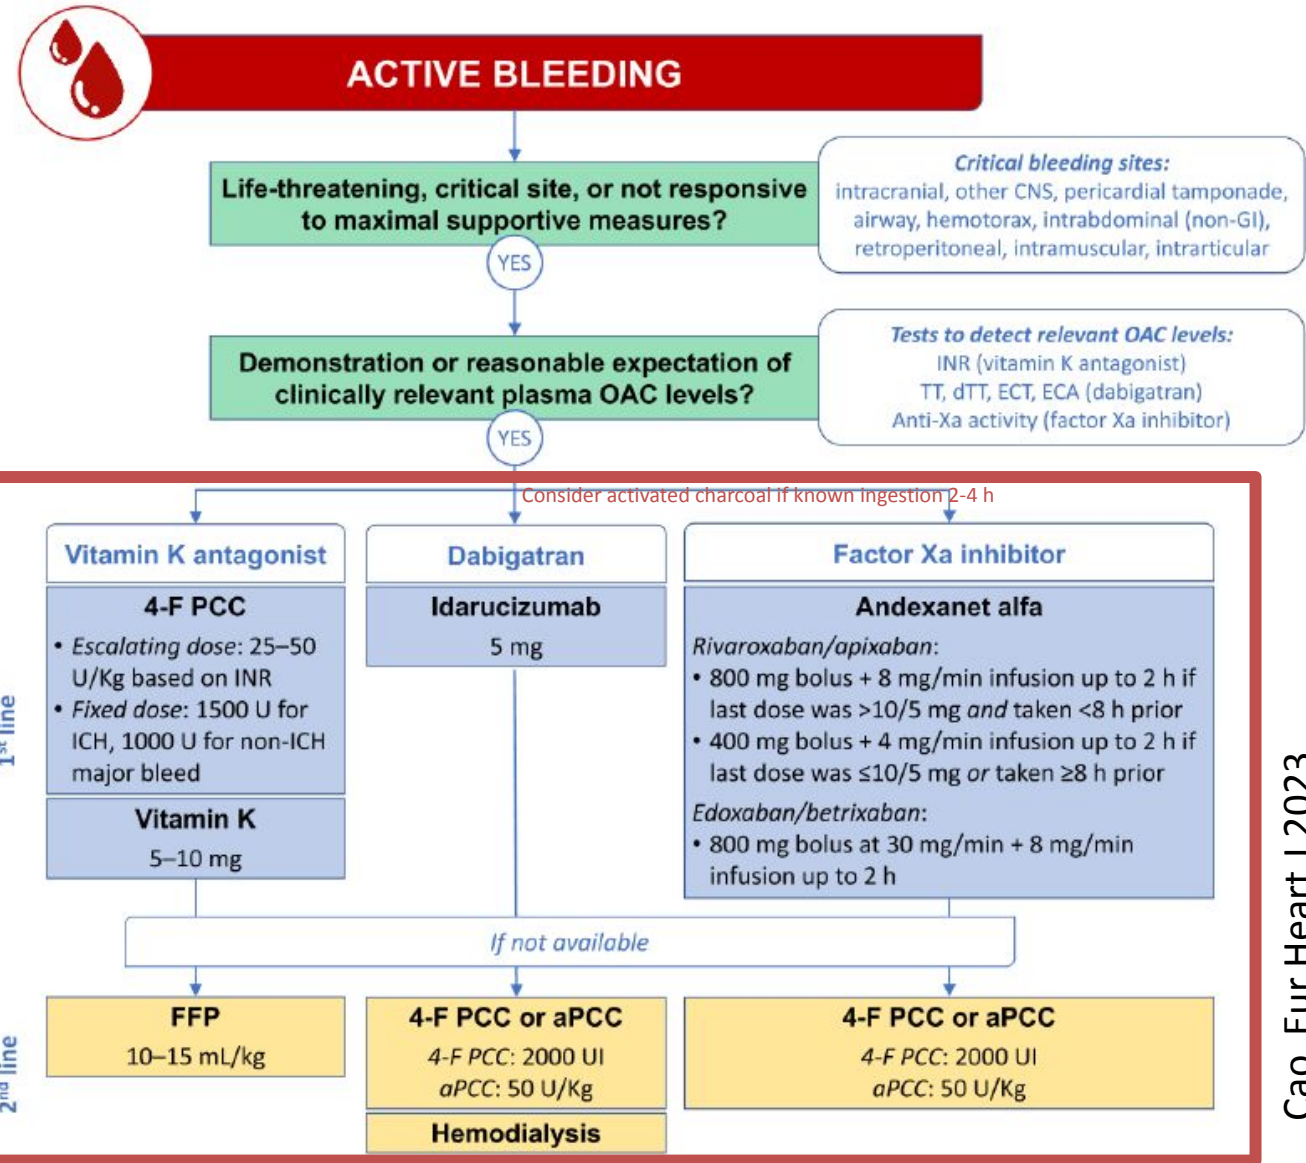 ACTIVE BLEEDING
Life-threatening, critical site, or not responsive
to maximal supportive measures?
Critical bleeding sites:
intracranial, other CNS, pericardial tamponade,
airway, hemotorax, intrabdominal (non-GI),
retroperitoneal, intramuscular, intrarticular
YES
Demonstration or reasonable expectation of
clinically relevant plasma OAC levels?
Tests to detect relevant OAC levels:
INR (vitamin K antagonist)
TT, dTT, ECT, ECA (dabigatran)
Anti-Xa activity (factor Xa inhibitor)
YES
Consider activated charcoal if known ingestion 2-4 h
1st line
Vitamin K antagonist
4-F PCC
• Escalating dose: 25–50
U/Kg based on INR
• Fixed dose: 1500 U for
ICH, 1000 U for non-ICH
major bleed
Vitamin K
5–10 mg
Dabigatran
Idarucizumab
5 mg
Factor Xa inhibitor
Andexanet alfa
Rivaroxaban/apixaban:
• 800 mg bolus + 8 mg/min infusion up to 2 h if
last dose was >10/5 mg and taken <8 h prior
• 400 mg bolus + 4 mg/min infusion up to 2 h if
last dose was ≤10/5 mg or taken ≥8 h prior
Edoxaban/betrixaban:
• 800 mg bolus at 30 mg/min + 8 mg/min
infusion up to 2 h
If not available
2nd line
FFP
10–15 mL/kg
4-F PCC or aPCC
4-F PCC: 2000 UI
aPCC: 50 U/Kg
Hemodialysis
4-F PCC or aPCC
4-F PCC: 2000 UI
aPCC: 50 U/Kg
Cao, Eur Heart J 2023